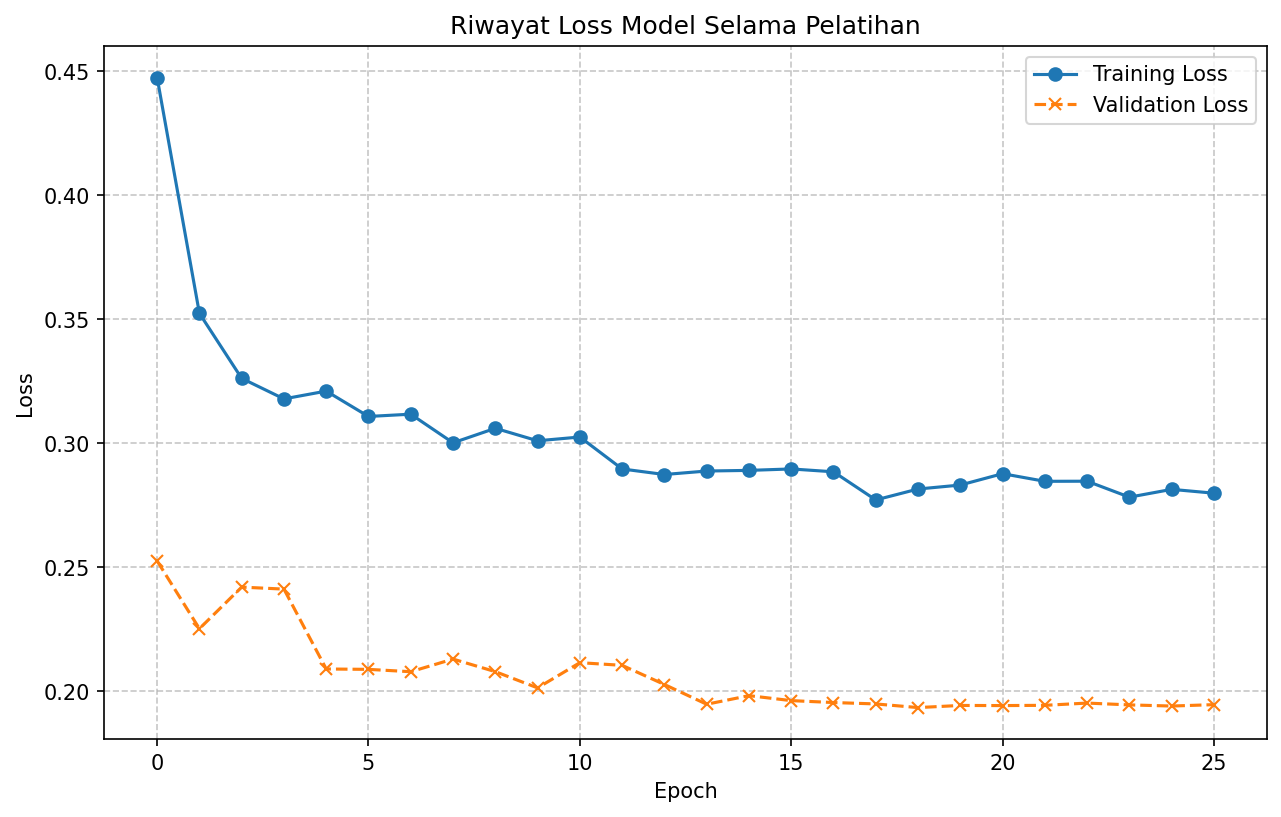 Riwayat Loss Model Selama Pelatihan
Training Loss
Validation Loss
Loss
0.45
0.40
0.35
0.30
0.25
0.20
0 5 10 15 20 25
Epoch